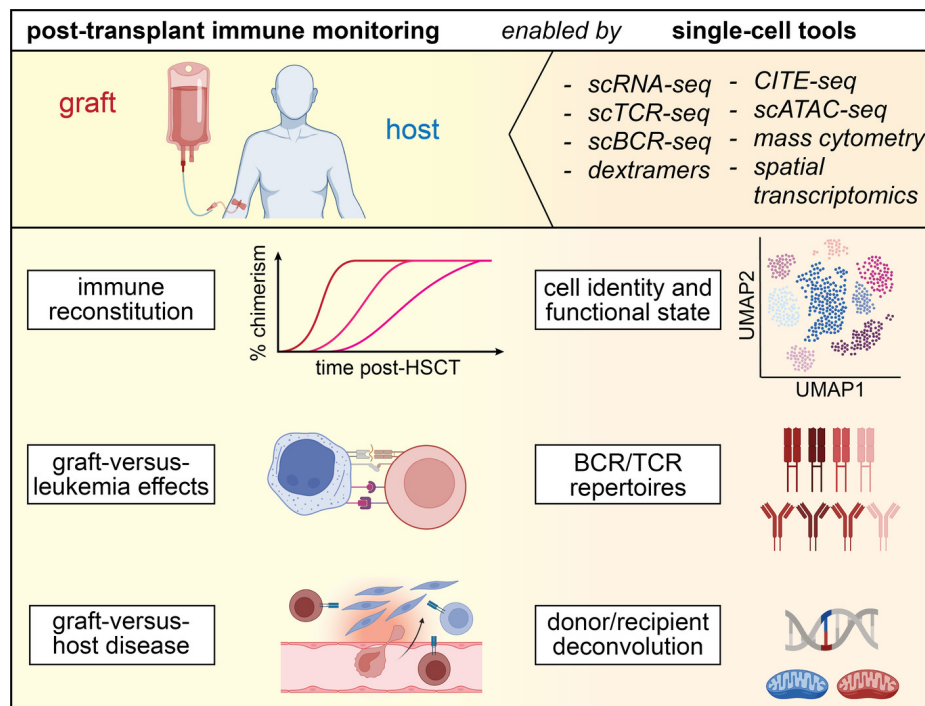 post-transplant immune monitoring enabled by single-cell tools
graft
host
- scRNA-seq
- scTCR-seq
- scBCR-seq
- dextramers
- CITE-seq
- scATAC-seq
- mass cytometry
- spatial
transcriptomics
immune
reconstitution
% chimerism
time post-HSCT
cell identity and
functional state
UMAP2
UMAP1
graft-versus-
leukemia effects
BCR/TCR
repertoires
graft-versus-
host disease
donor/recipient
deconvolution